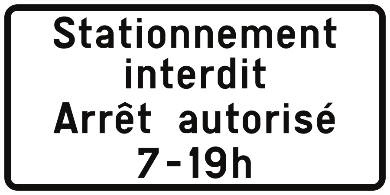 Stationnement
interdit
Arrêt autorisé
7-19h